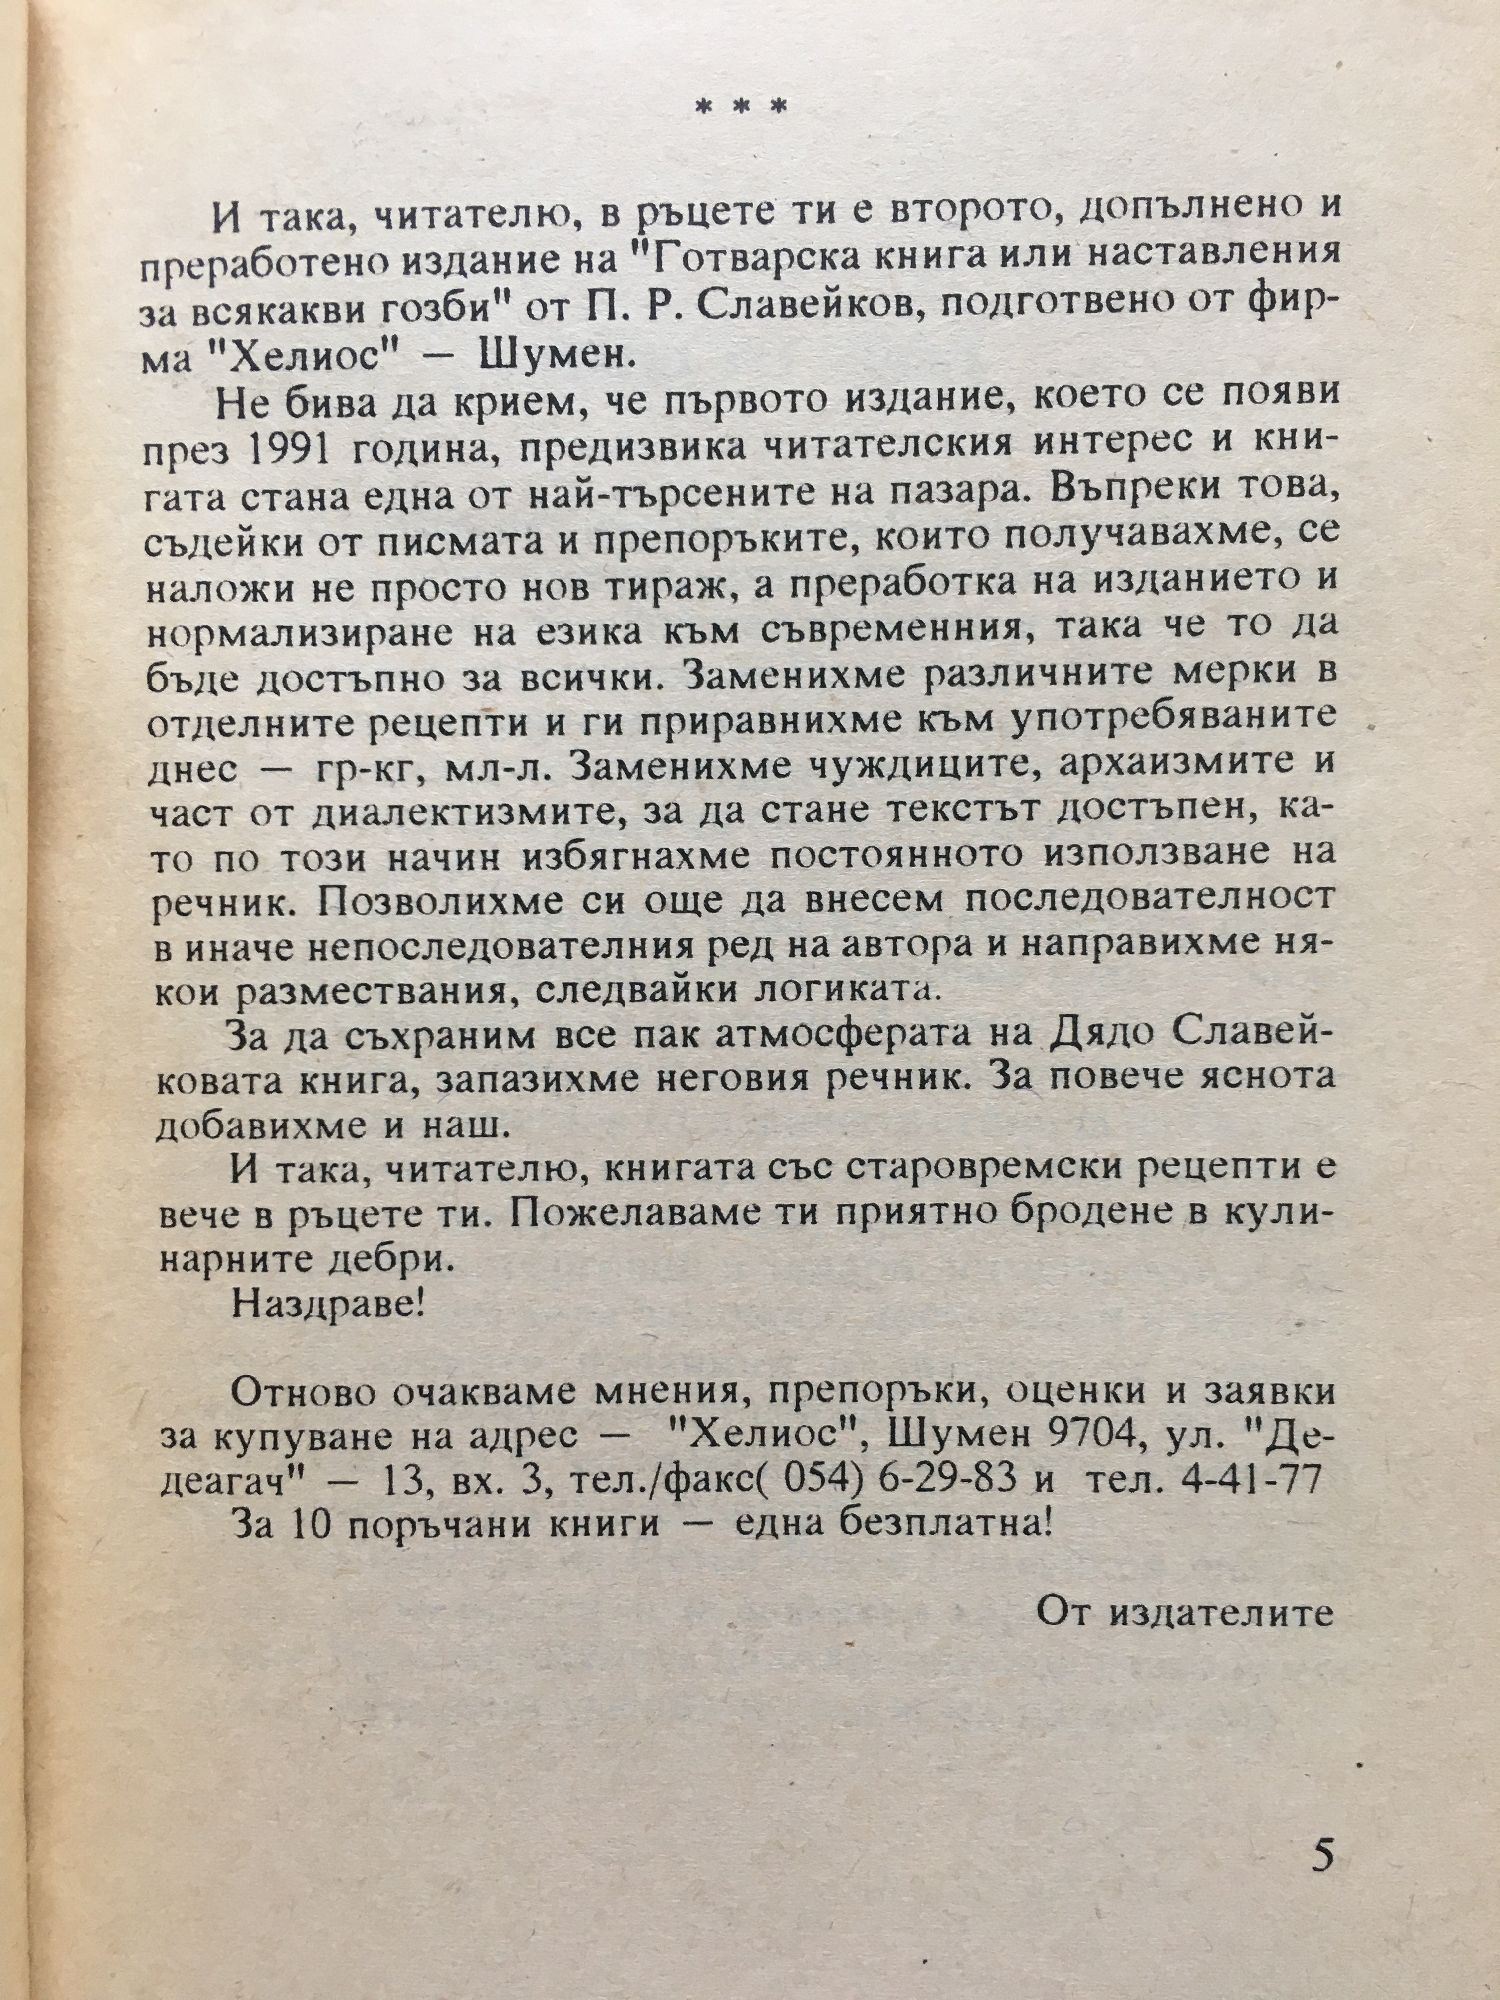 * * *
И така, читателю, в ръцете ти е второто, допълнено и
преработено издание на "Готварска книга или наставления
за всякакви гозби" от П. Р. Славейков, подготвено от фир-
ма "Хелиос" — Шумен.
Не бива да крием, че първото издание, което се появи
през 1991 година, предизвика читателския интерес и кни-
гата стана една от най-търсените на пазара. Въпреки това,
съдейки от писмата и препоръките, които получавахме, се
наложи не просто нов тираж, а преработка на изданието и
нормализиране на езика към съвременния, така че то да
бъде достъпно за всички. Заменихме различните мерки в
отделните рецепти и ги приравнихме към употребяваните
днес — гр-кг, мл-л. Заменихме чуждиците, архаизмите и
част от диалектизмите, за да стане текстът достъпен, ка-
то по този начин избягнахме постоянното използване на
речник. Позволихме си още да внесем последователност
в иначе непоследователния ред на автора и направихме ня-
кои размествания, следвайки логиката.
За да съхраним все пак атмосферата на Дядо Славей-
ковата книга, запазихме неговия речник. За повече яснота
добавихме и наш.
И така, читателю, книгата със старовремски рецепти е
вече в ръцете ти. Пожелаваме ти приятно бродене в кули-
нарните дебри.
Наздраве!
Отново очакваме мнения, препоръки, оценки и заявки
за купуване на адрес — "Хелиос", Шумен 9704, ул. "Де-
деагач" — 13, вх. 3, тел./факс( 054) 6-29-83 и тел. 4-41-77
За 10 поръчани книги — една безплатна!
От издателите
5